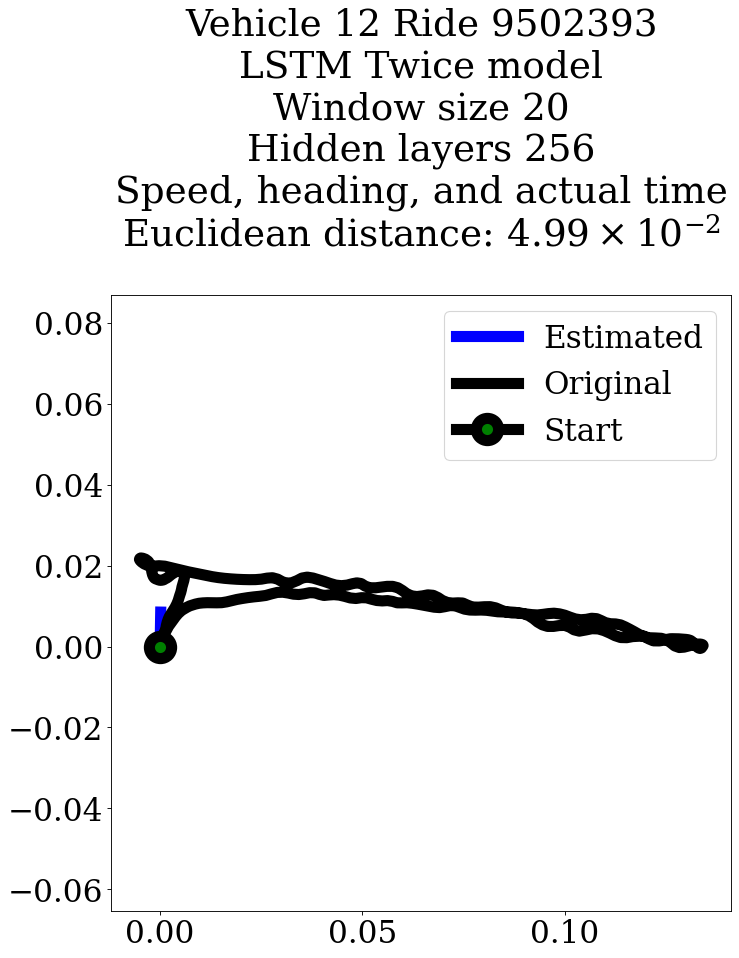 Vehicle 12 Ride 9502393
LSTM Twice model
Window size 20
Hidden layers 256
Speed, heading, and actual time
Euclidean distance: 4.99 × 10⁻²
Estimated
Original
Start
0.08
0.06
0.04
0.02
0.00
−0.02
−0.04
−0.06
0.00 0.05 0.10